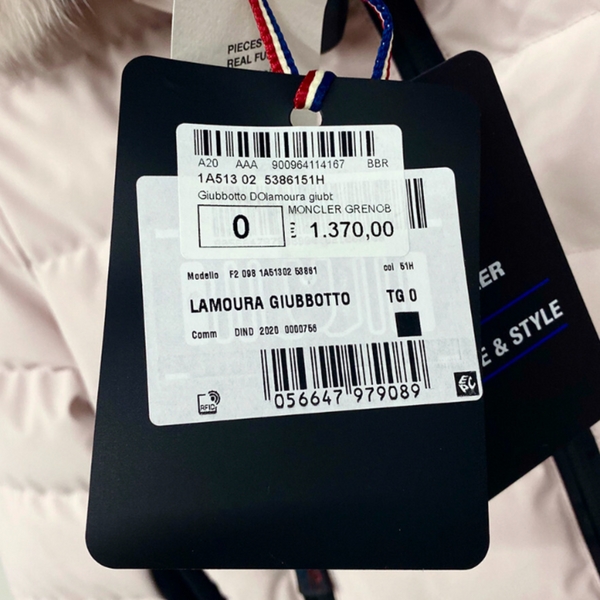 PIECES
REAL FU
A20 AAA 900964114167 BBR
1A513 02 5386151H
Giubbotto DOlamoura giubt
MONCLER GRENOB
0
€ 1.370,00
Modello F2 098 1A51302 53861
col 51H
LAMOURA GIUBBOTTO TG 0
Comm DIND 2020 0000756
056647 979089
RFID
ER
E & STYLE